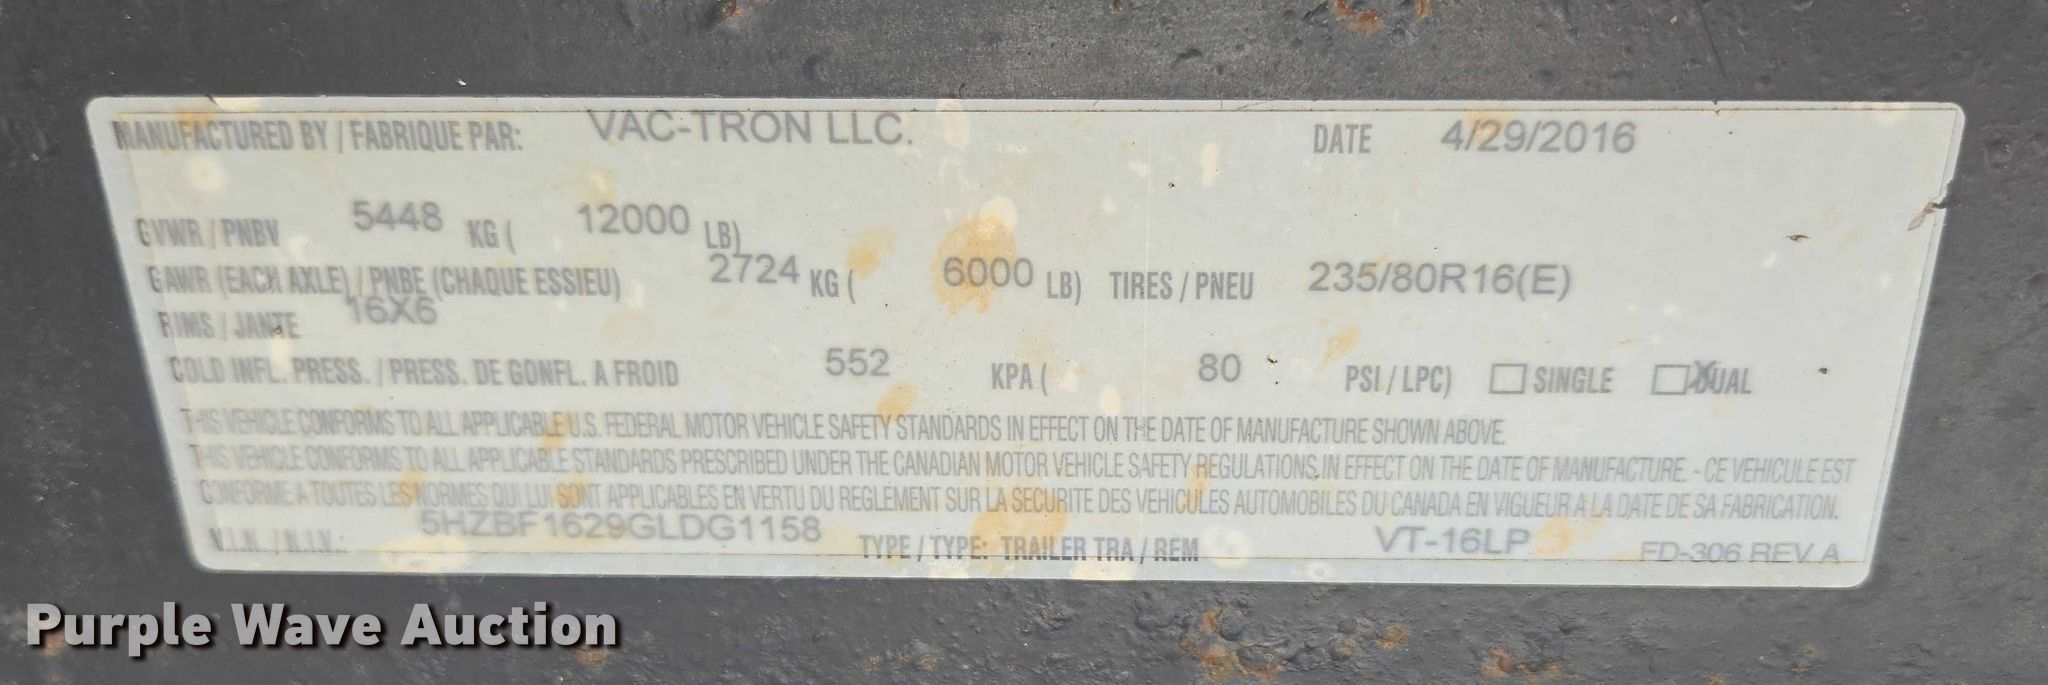 MANUFACTURED BY / FABRIQUE PAR: VAC-TRON LLC. DATE 4/29/2016
GVWR / PNBV 5448 KG ( 12000 LB)
GAWR (EACH AXLE) / PNBE (CHAQUE ESSIEU) 2724 KG ( 6000 LB) TIRES / PNEU 235/80R16(E)
RIMS / JANTE 16X6
COLD INFL. PRESS. / PRESS. DE GONFL. A FROID 552 KPA ( 80 PSI / LPC) SINGLE X DUAL
THIS VEHICLE CONFORMS TO ALL APPLICABLE U.S. FEDERAL MOTOR VEHICLE SAFETY STANDARDS IN EFFECT ON THE DATE OF MANUFACTURE SHOWN ABOVE.
THIS VEHICLE CONFORMS TO ALL APPLICABLE STANDARDS PRESCRIBED UNDER THE CANADIAN MOTOR VEHICLE SAFETY REGULATIONS IN EFFECT ON THE DATE OF MANUFACTURE. - CE VEHICULE EST
CONFORME A TOUTES LES NORMES QUI LUI SONT APPLICABLES EN VERTU DU REGLEMENT SUR LA SECURITE DES VEHICULES AUTOMOBILES DU CANADA EN VIGUEUR A LA DATE DE SA FABRICATION.
V.I.N. / N.I.V.: 5HZBF1629GLDG1158 TYPE / TYPE: TRAILER TRA / REM VT-16LP FD-306 REV A
Purple Wave Auction